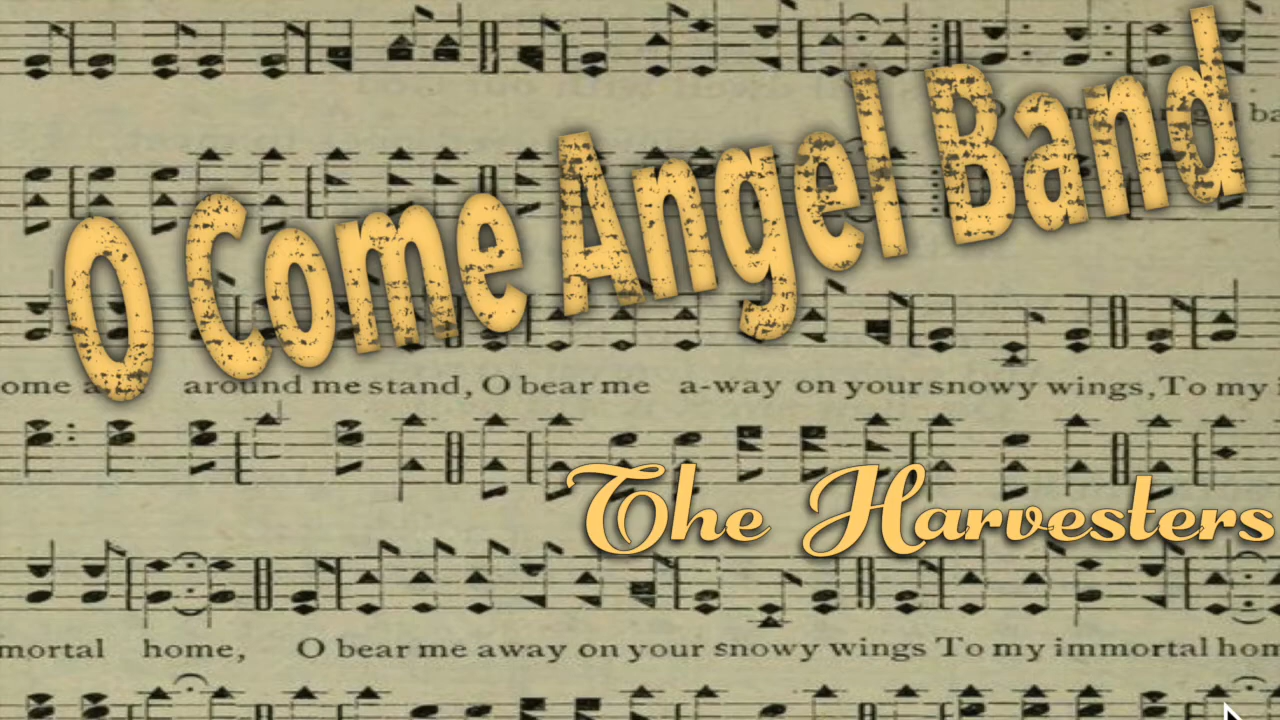 O Come Angel Band
ome around me stand, O bear me a-way on your snowy wings, To my
The Harvesters
mortal home, O bear me away on your snowy wings To my immortal hom